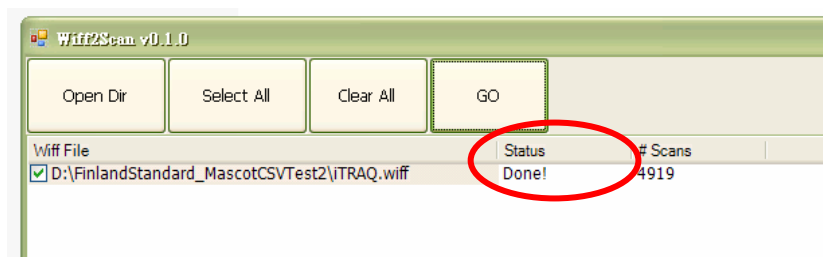 Wiff2Scan v0.1.0
Open Dir Select All Clear All GO
Wiff File Status # Scans
D:\FinlandStandard_MascotCSVTest2\iTRAQ.wiff Done! 4919